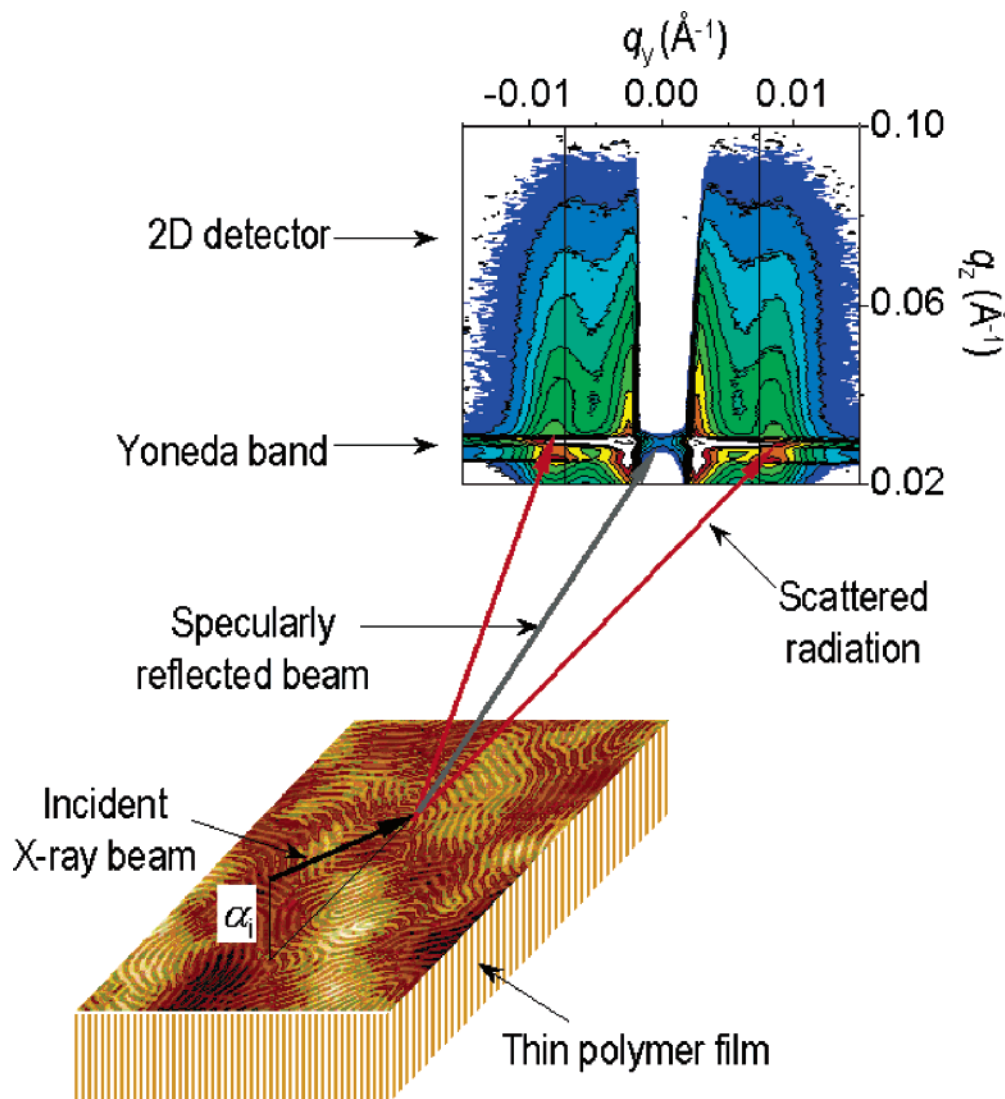 q_y (Å⁻¹)
-0.01 0.00 0.01
0.10
2D detector
q_z (Å⁻¹)
0.06
Yoneda band
0.02
Specularly
reflected beam
Scattered
radiation
Incident
X-ray beam
α_i
Thin polymer film